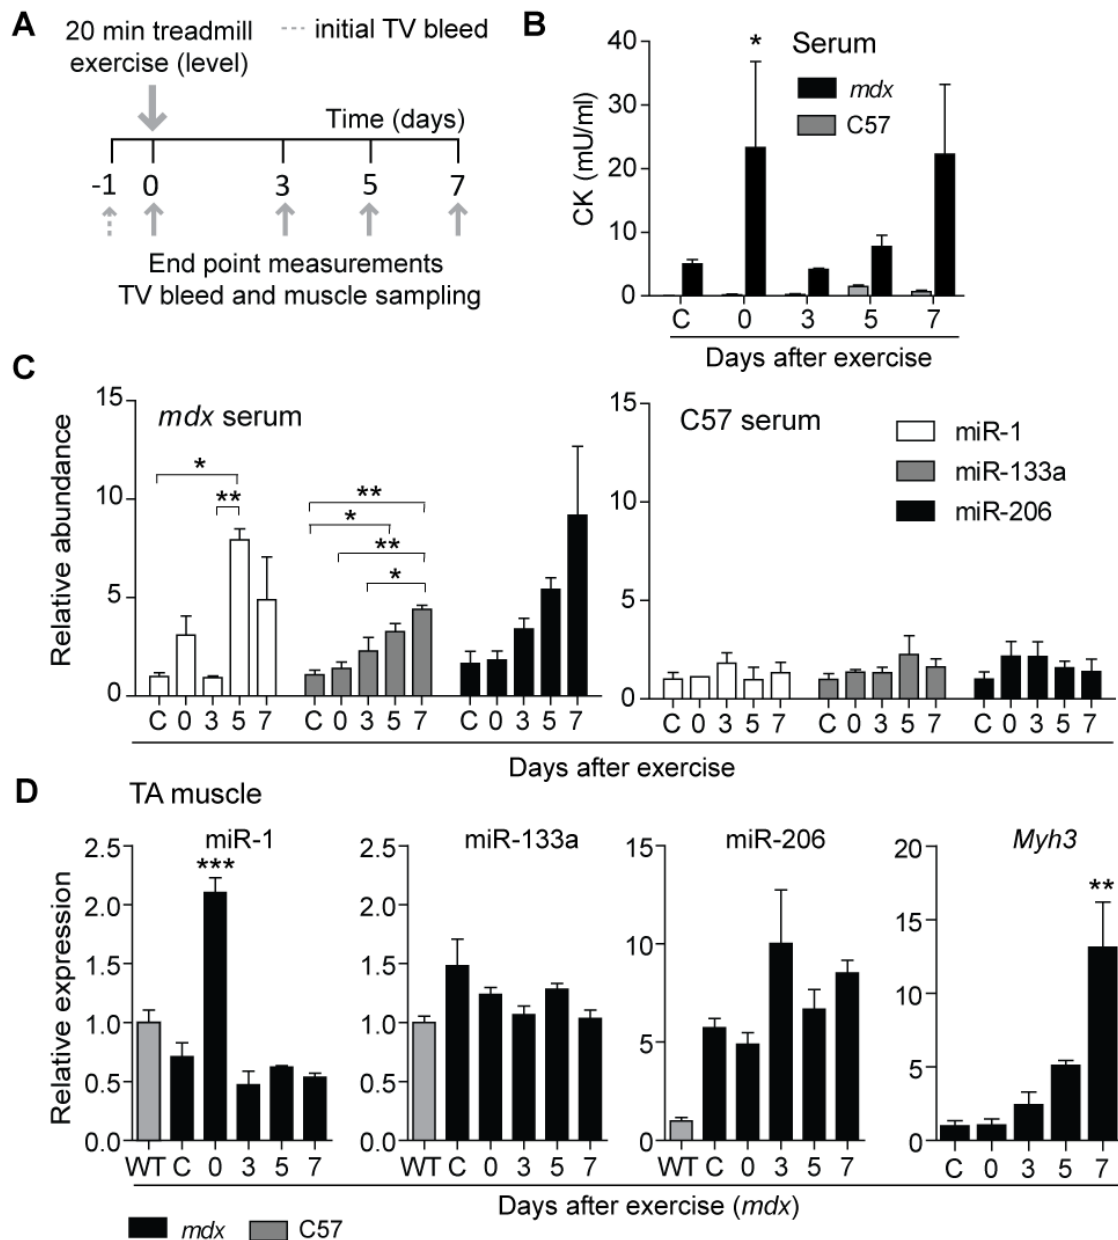 A
20 min treadmill
exercise (level)
initial TV bleed
Time (days)
-1 0 3 5 7
End point measurements
TV bleed and muscle sampling
B
Serum
mdx
C57
*
CK (mU/ml)
40
30
20
10
0
C 0 3 5 7
Days after exercise
C
mdx serum
Relative abundance
15
10
5
0
*
**
**
*
**
*
C 0 3 5 7 C 0 3 5 7 C 0 3 5 7
C57 serum
miR-1
miR-133a
miR-206
15
10
5
0
C 0 3 5 7 C 0 3 5 7 C 0 3 5 7
Days after exercise
D
TA muscle
Relative expression
miR-1
***
2.5
2.0
1.5
1.0
0.5
0.0
WT C 0 3 5 7
miR-133a
2.5
2.0
1.5
1.0
0.5
0.0
WT C 0 3 5 7
miR-206
15
10
5
0
WT C 0 3 5 7
Myh3
**
20
15
10
5
0
C 0 3 5 7
Days after exercise (mdx)
mdx C57